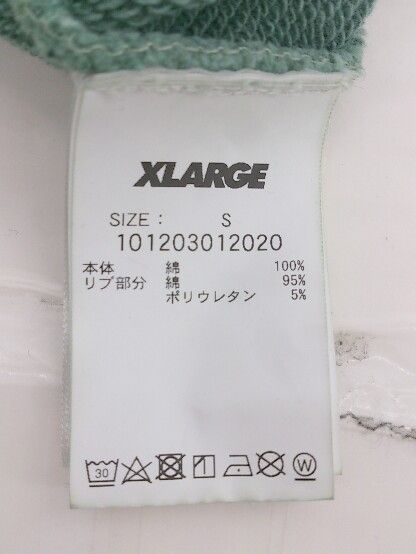 XLARGE
SIZE : S
101203012020
本体 綿 100%
リブ部分 綿 95%
ポリウレタン 5%
30 W